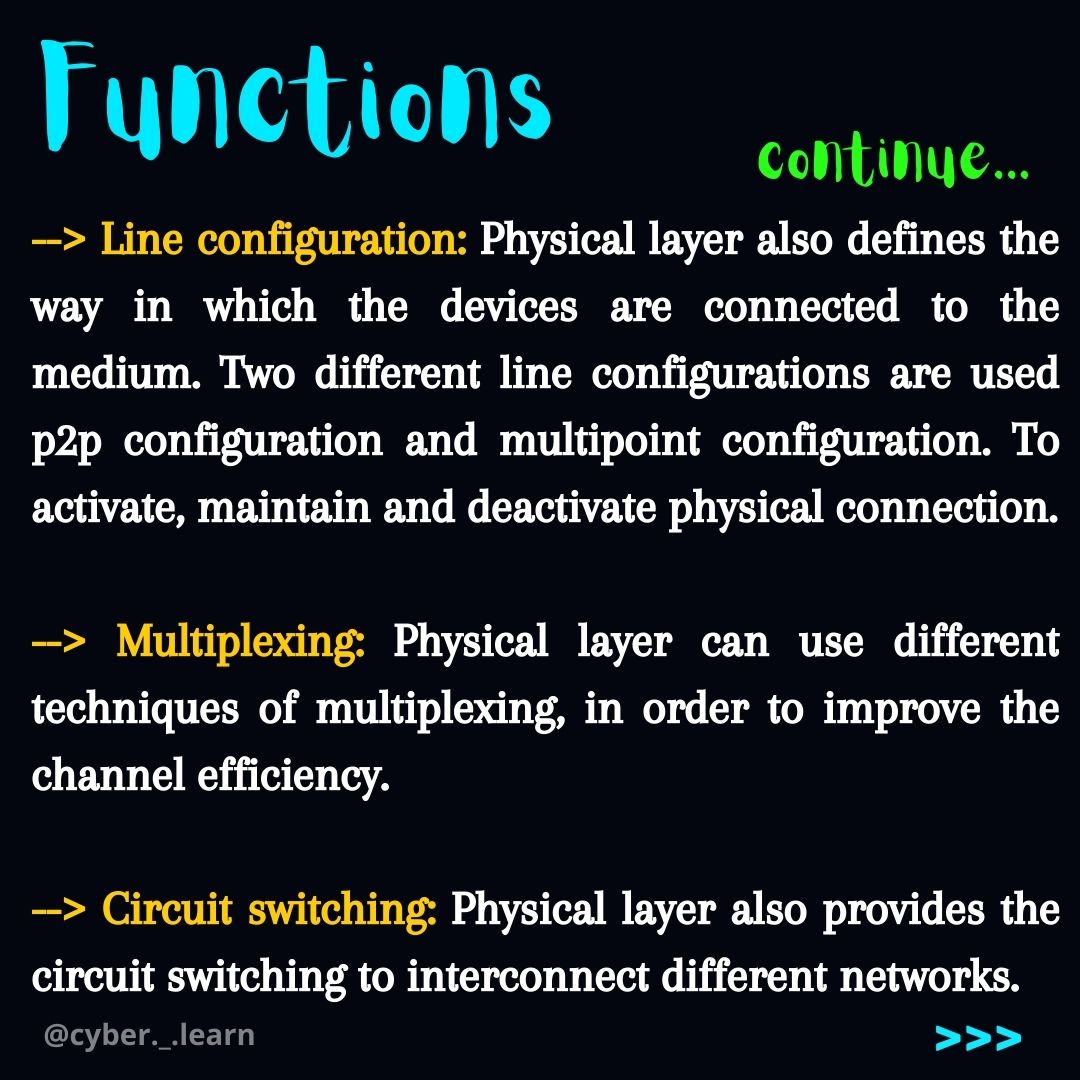 Functions
continue...
--> Line configuration: Physical layer also defines the
way in which the devices are connected to the
medium. Two different line configurations are used
p2p configuration and multipoint configuration. To
activate, maintain and deactivate physical connection.
--> Multiplexing: Physical layer can use different
techniques of multiplexing, in order to improve the
channel efficiency.
--> Circuit switching: Physical layer also provides the
circuit switching to interconnect different networks.
@cyber._.learn
>>>